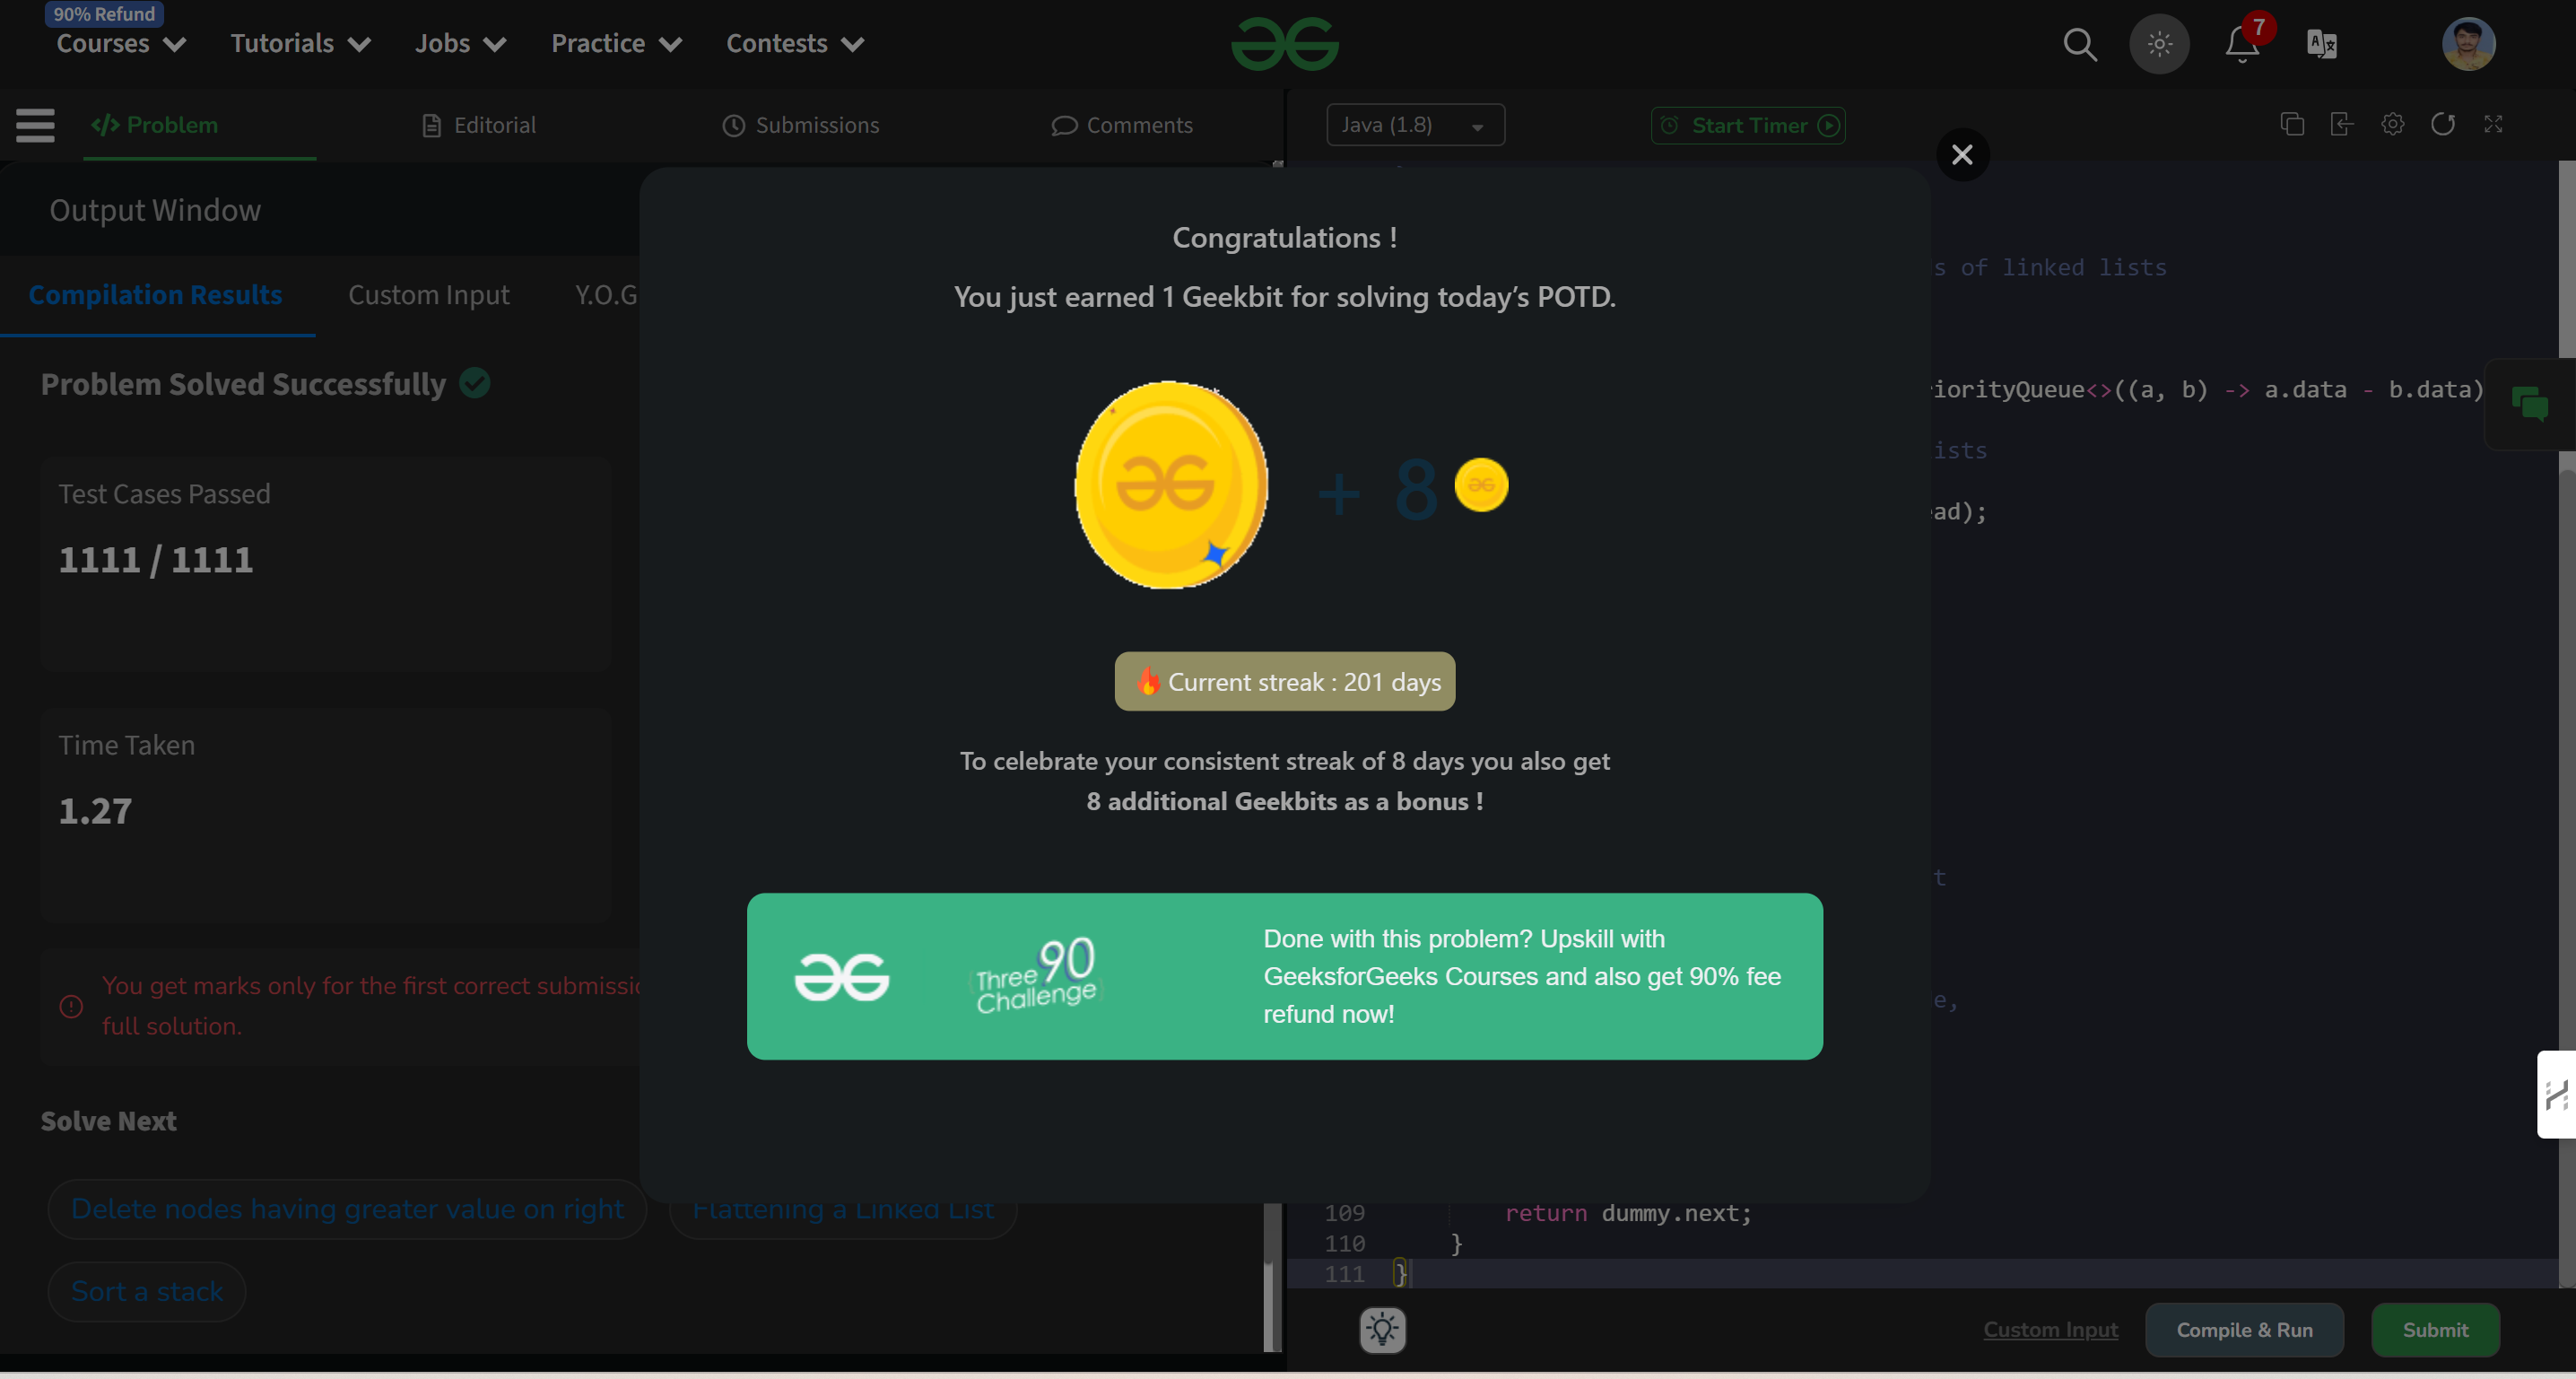 90% Refund
Courses Tutorials Jobs Practice Contests
7
Problem Editorial Submissions Comments
Java (1.8) Start Timer
Output Window
Compilation Results Custom Input Y.O.G
Problem Solved Successfully
Test Cases Passed
1111 / 1111
Time Taken
1.27
You get marks only for the first correct
full solution.
Solve Next
Delete nodes having greater value on right Flattening a Linked List
Sort a stack
Congratulations !
You just earned 1 Geekbit for solving today’s POTD.
+ 8
Current streak : 201 days
To celebrate your consistent streak of 8 days you also get
8 additional Geekbits as a bonus !
Three 90
Challenge
Done with this problem? Upskill with
GeeksforGeeks Courses and also get 90% fee
refund now!
s of linked lists
iorityQueue<>((a, b) -> a.data - b.data)
ists
ad);
t
e,
109 return dummy.next;
110 }
111 }
Custom Input Compile & Run Submit